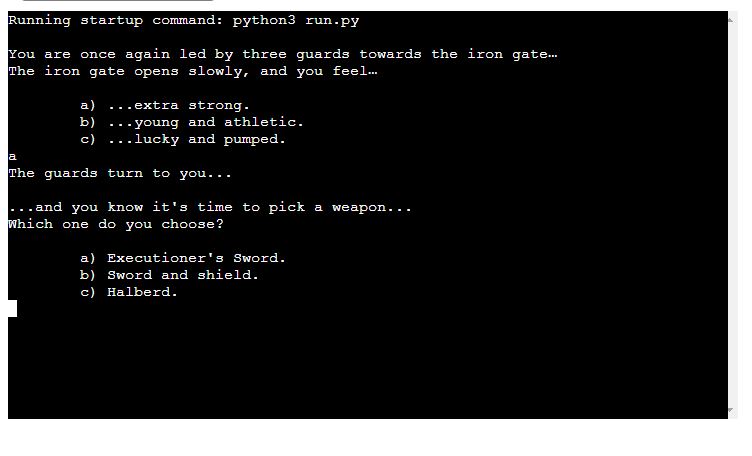 Running startup command: python3 run.py
You are once again led by three guards towards the iron gate…
The iron gate opens slowly, and you feel…
a) ...extra strong.
b) ...young and athletic.
c) ...lucky and pumped.
a
The guards turn to you...
...and you know it's time to pick a weapon...
Which one do you choose?
a) Executioner's Sword.
b) Sword and shield.
c) Halberd.